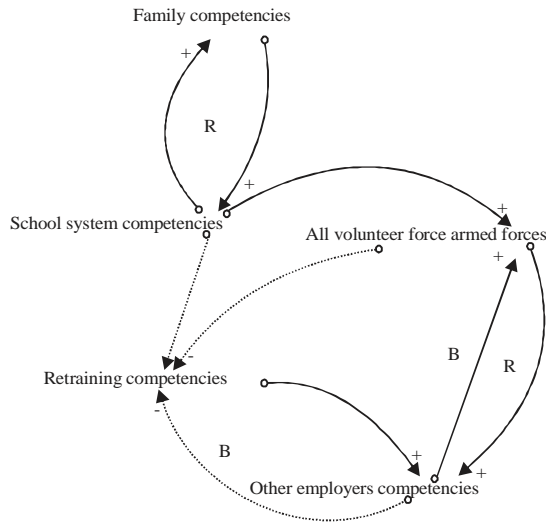 Family competencies
+
R
+
School system competencies
+
All volunteer force armed forces
+
-
B
R
Retraining competencies
-
B
+
+
Other employers competencies